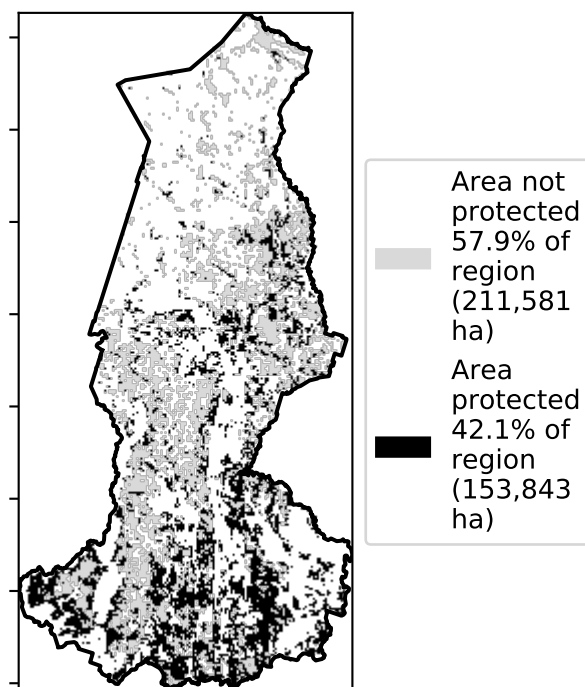 Area not
protected
57.9% of
region
(211,581
ha)
Area
protected
42.1% of
region
(153,843
ha)